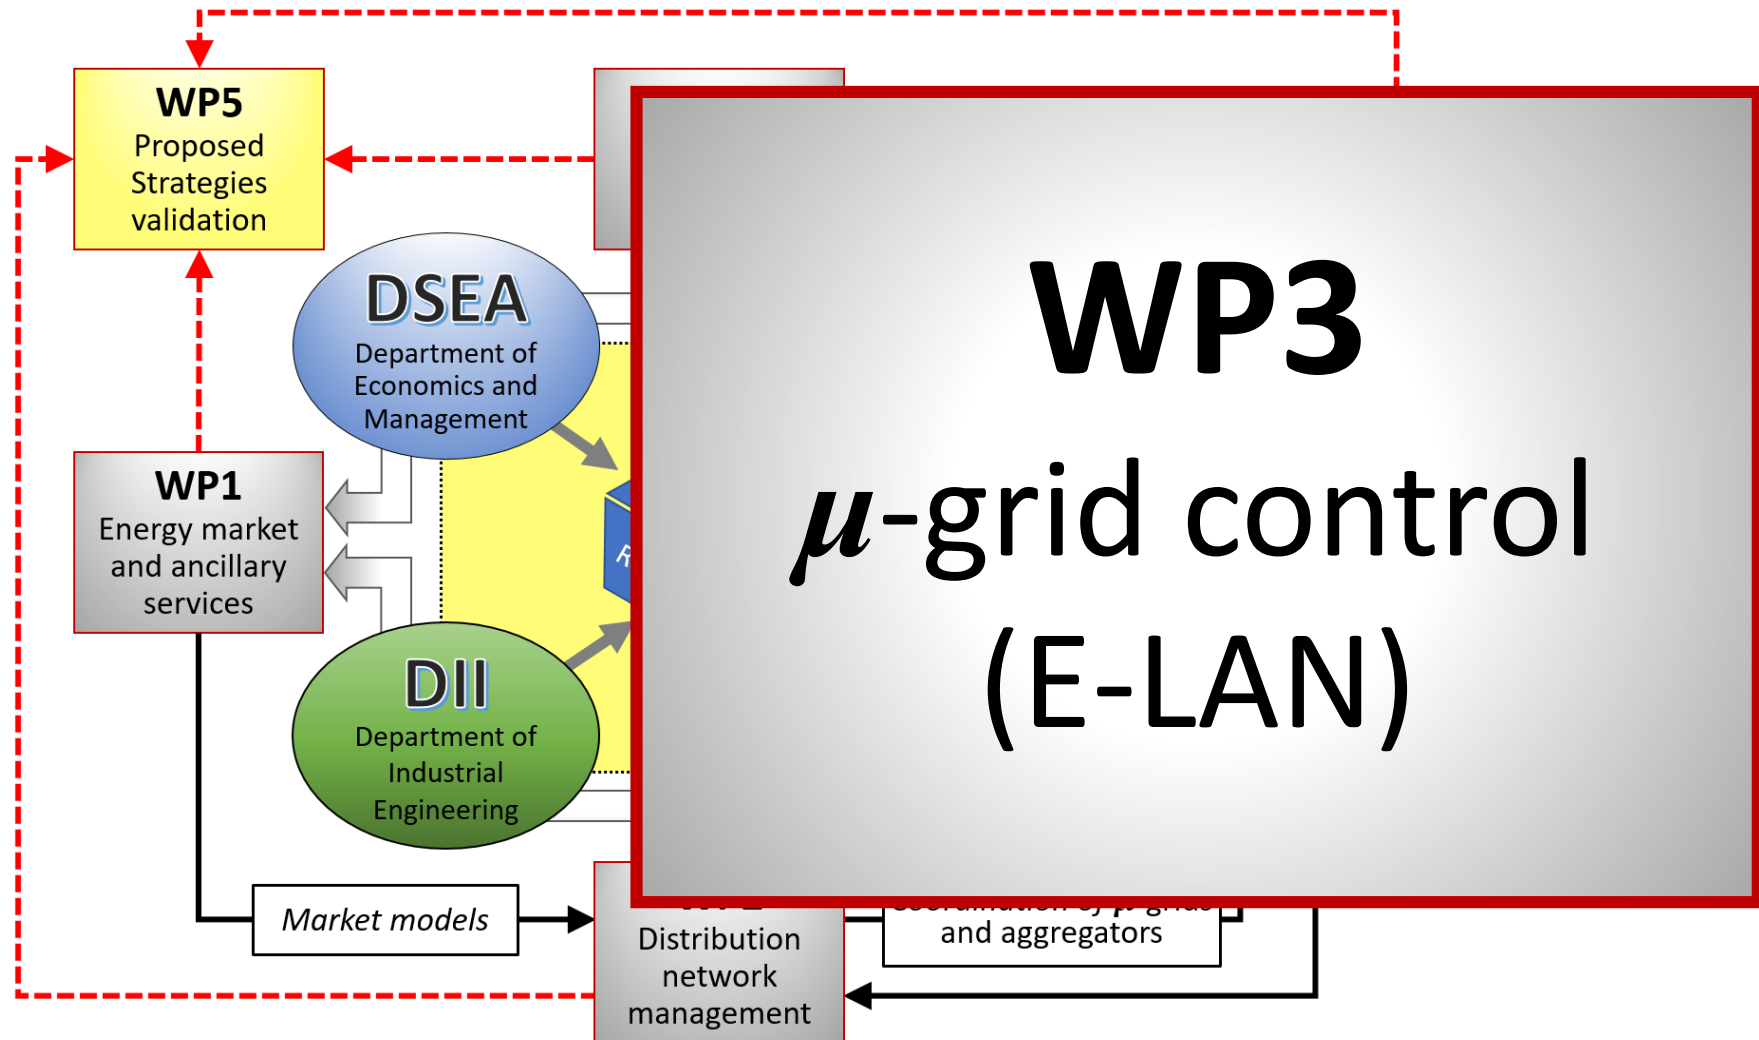 WP5
Proposed
Strategies
validation
WP3
μ-grid control
(E-LAN)
DSEA
Department of
Economics and
Management
WP1
Energy market
and ancillary
services
DII
Department of
Industrial
Engineering
Market models
Distribution
network
management
and aggregators